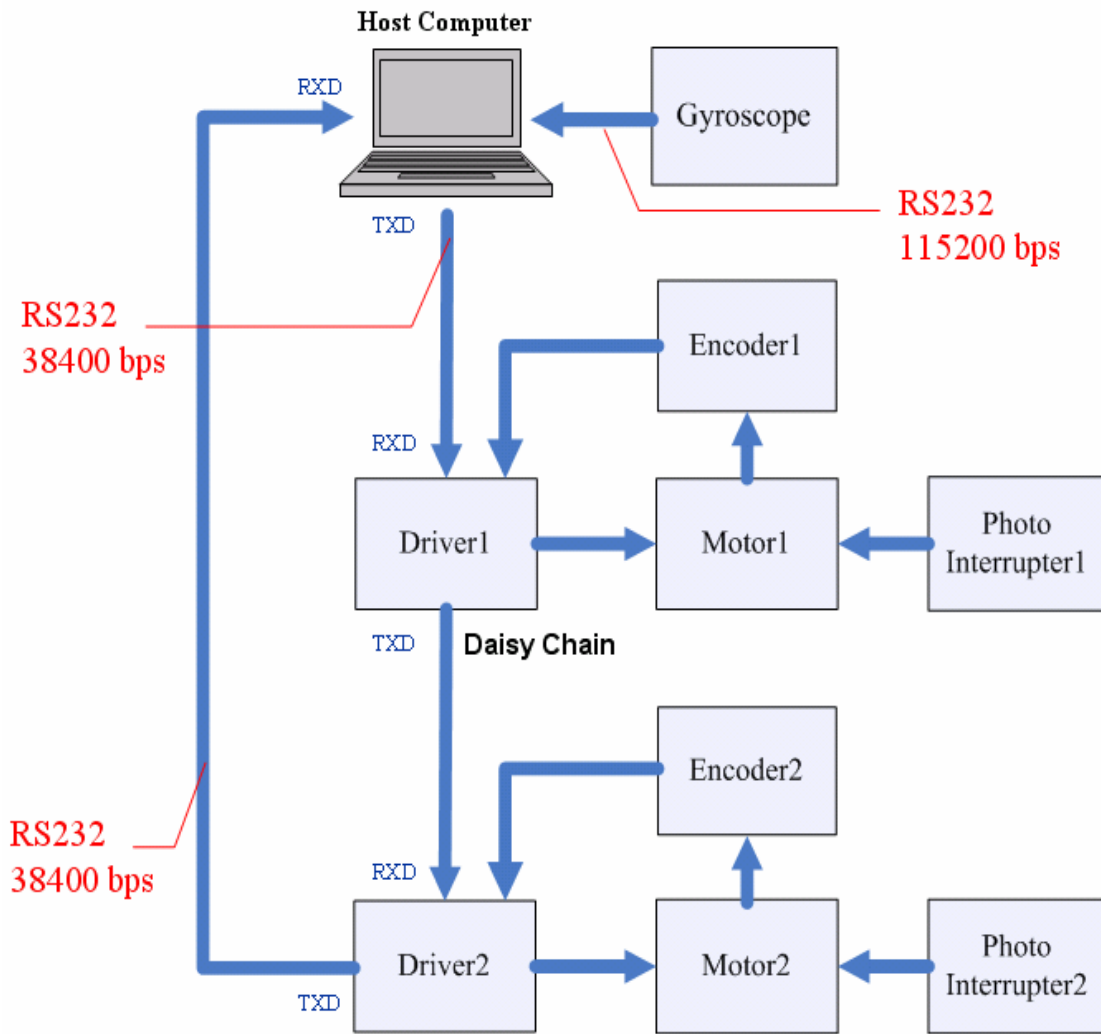 Host Computer
RXD
Gyroscope
TXD
RS232
115200 bps
RS232
38400 bps
Encoder1
RXD
Driver1
Motor1
Photo
Interrupter1
TXD
Daisy Chain
Encoder2
RS232
38400 bps
RXD
Driver2
Motor2
Photo
Interrupter2
TXD